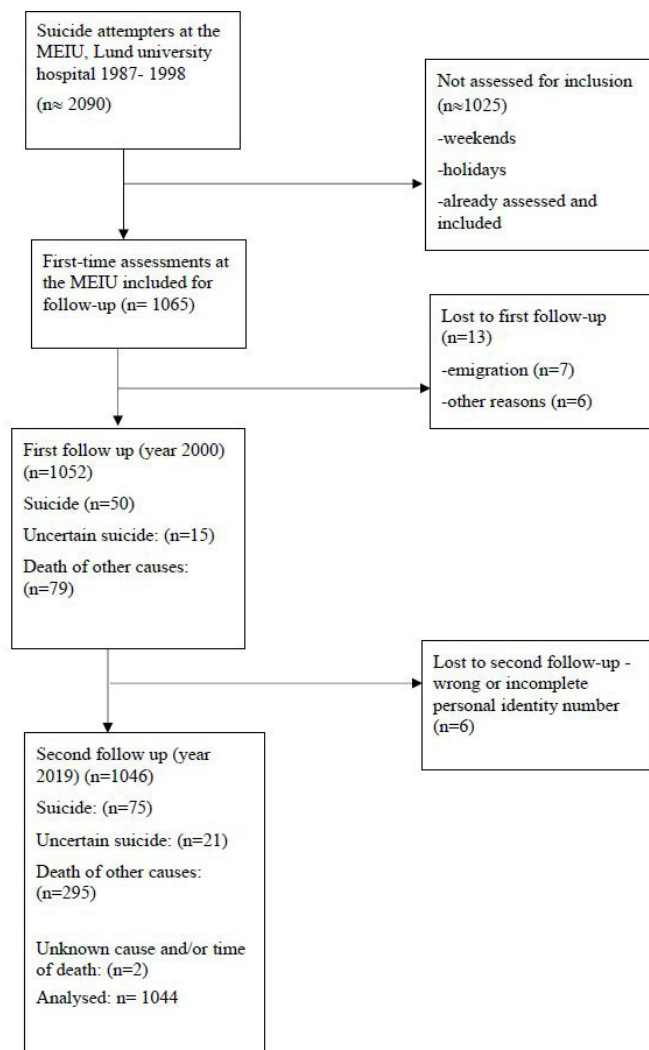 Suicide attempters at the
MEIU, Lund university
hospital 1987- 1998
(n≈ 2090)
Not assessed for inclusion
(n≈1025)
-weekends
-holidays
-already assessed and
included
First-time assessments at
the MEIU included for
follow-up (n= 1065)
Lost to first follow-up
(n=13)
-emigration (n=7)
-other reasons (n=6)
First follow up (year 2000)
(n=1052)
Suicide (n=50)
Uncertain suicide: (n=15)
Death of other causes:
(n=79)
Lost to second follow-up -
wrong or incomplete
personal identity number
(n=6)
Second follow up (year
2019) (n=1046)
Suicide: (n=75)
Uncertain suicide: (n=21)
Death of other causes:
(n=295)
Unknown cause and/or time
of death: (n=2)
Analysed: n= 1044